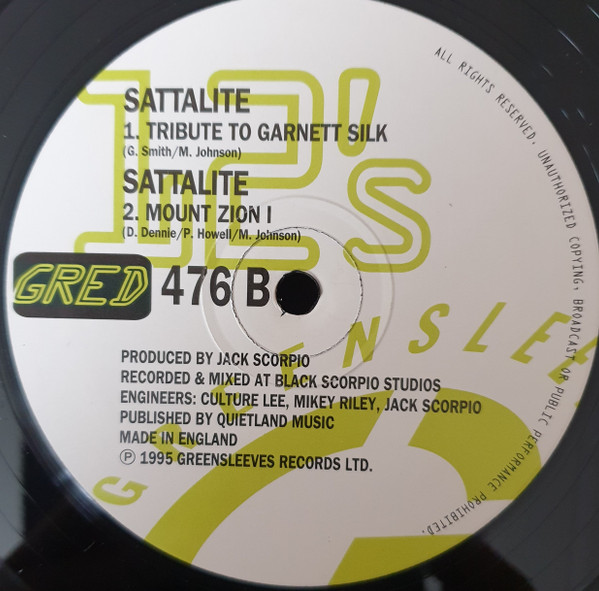 12's
SATTALITE
1. TRIBUTE TO GARNETT SILK
(G. Smith/M. Johnson)
SATTALITE
2. MOUNT ZION I
(D. Dennie/P. Howell/M. Johnson)
GRED 476 B
PRODUCED BY JACK SCORPIO
RECORDED & MIXED AT BLACK SCORPIO STUDIOS
ENGINEERS: CULTURE LEE, MIKEY RILEY, JACK SCORPIO
PUBLISHED BY QUIETLAND MUSIC
MADE IN ENGLAND
Ⓟ 1995 GREENSLEEVES RECORDS LTD.
ALL RIGHTS RESERVED. UNAUTHORIZED COPYING, BROADCAST OR PUBLIC PERFORMANCE PROHIBITED.